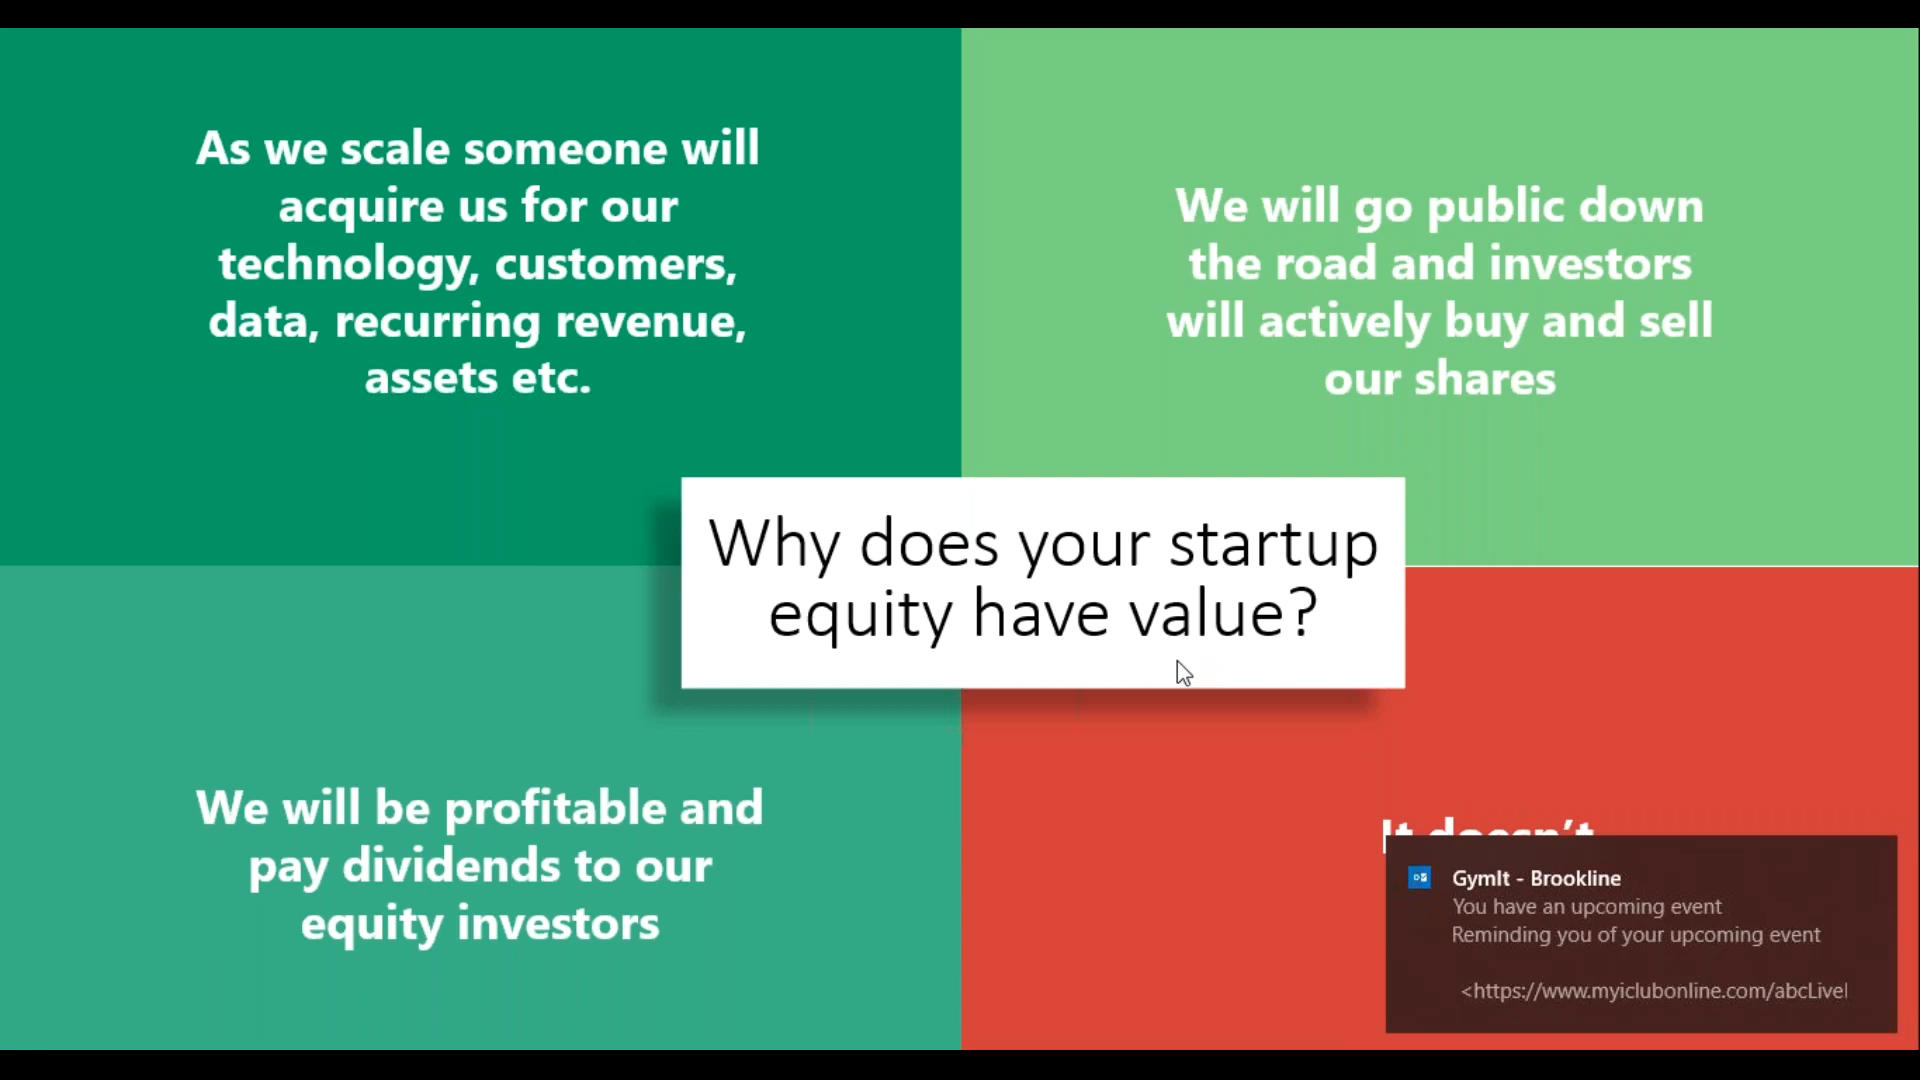 As we scale someone will
acquire us for our
technology, customers,
data, recurring revenue,
assets etc.
We will go public down
the road and investors
will actively buy and sell
our shares
Why does your startup
equity have value?
We will be profitable and
pay dividends to our
equity investors
It doesn’t
GymIt - Brookline
You have an upcoming event
Reminding you of your upcoming event
<https://www.myiclubonline.com/abcLive